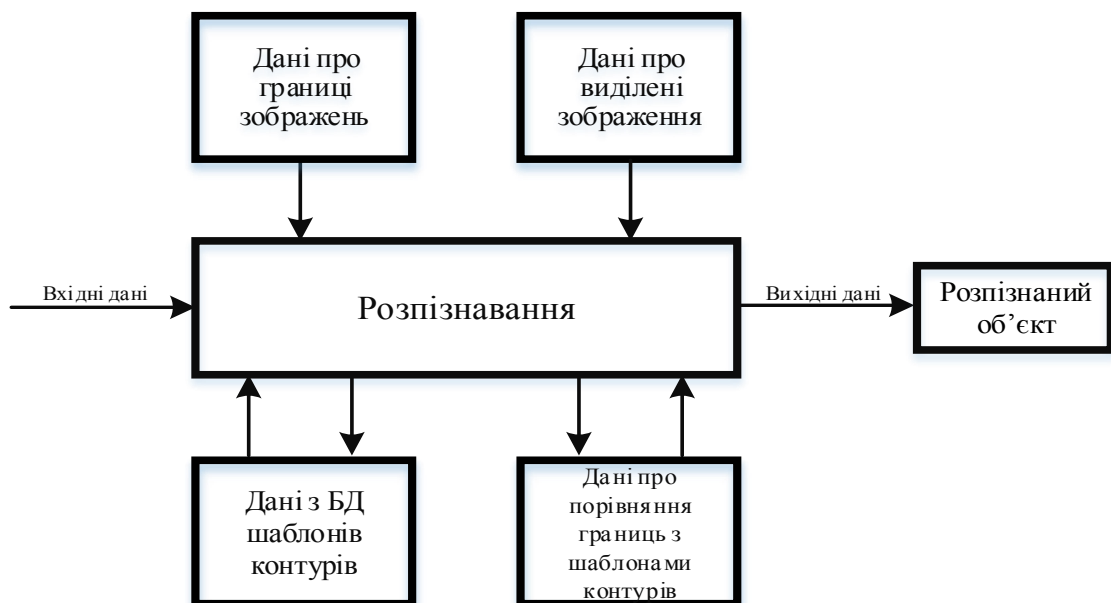 Дані про
границі
зображень
Дані про
виділені
зображення
Вхідні дані
Розпізнавання
Вихідні дані
Розпізнаний
об’єкт
Дані з БД
шаблонів
контурів
Дані про
порівняння
границь з
шаблонами
контурів